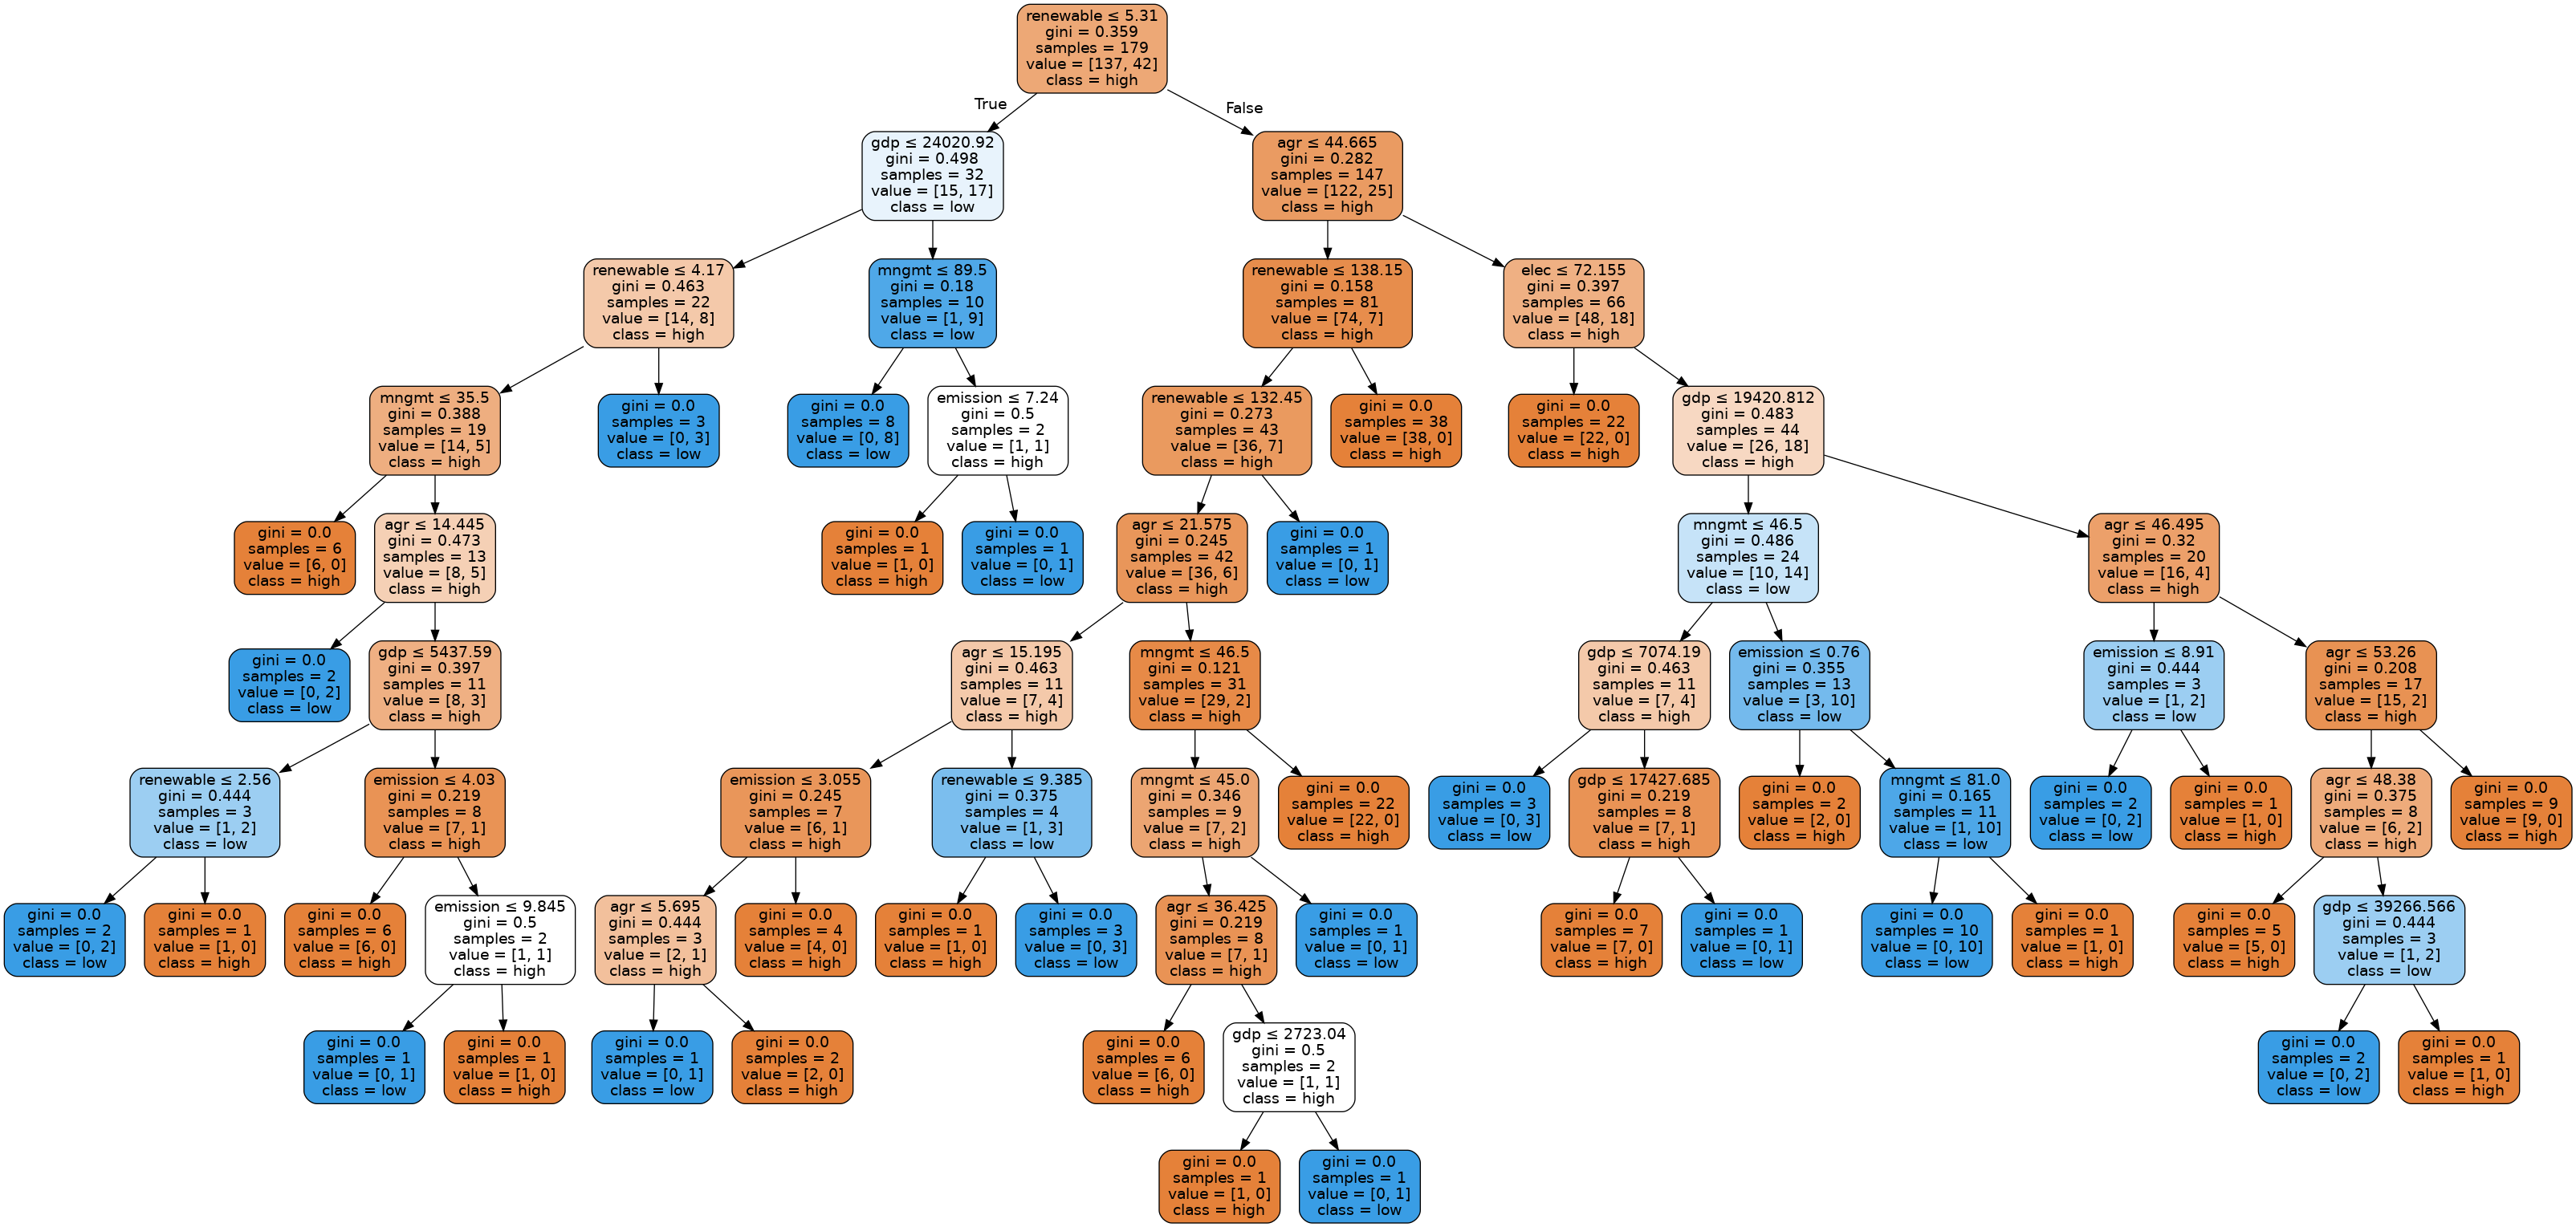 renewable ≤ 5.31
gini = 0.359
samples = 179
value = [137, 42]
class = high
True
False
gdp ≤ 24020.92
gini = 0.498
samples = 32
value = [15, 17]
class = low
agr ≤ 44.665
gini = 0.282
samples = 147
value = [122, 25]
class = high
renewable ≤ 4.17
gini = 0.463
samples = 22
value = [14, 8]
class = high
mngmt ≤ 89.5
gini = 0.18
samples = 10
value = [1, 9]
class = low
renewable ≤ 138.15
gini = 0.158
samples = 81
value = [74, 7]
class = high
elec ≤ 72.155
gini = 0.397
samples = 66
value = [48, 18]
class = high
mngmt ≤ 35.5
gini = 0.388
samples = 19
value = [14, 5]
class = high
gini = 0.0
samples = 3
value = [0, 3]
class = low
gini = 0.0
samples = 8
value = [0, 8]
class = low
emission ≤ 7.24
gini = 0.5
samples = 2
value = [1, 1]
class = high
renewable ≤ 132.45
gini = 0.273
samples = 43
value = [36, 7]
class = high
gini = 0.0
samples = 38
value = [38, 0]
class = high
gini = 0.0
samples = 22
value = [22, 0]
class = high
gdp ≤ 19420.812
gini = 0.483
samples = 44
value = [26, 18]
class = high
gini = 0.0
samples = 6
value = [6, 0]
class = high
agr ≤ 14.445
gini = 0.473
samples = 13
value = [8, 5]
class = high
gini = 0.0
samples = 1
value = [1, 0]
class = high
gini = 0.0
samples = 1
value = [0, 1]
class = low
agr ≤ 21.575
gini = 0.245
samples = 42
value = [36, 6]
class = high
gini = 0.0
samples = 1
value = [0, 1]
class = low
mngmt ≤ 46.5
gini = 0.486
samples = 24
value = [10, 14]
class = low
agr ≤ 46.495
gini = 0.32
samples = 20
value = [16, 4]
class = high
gini = 0.0
samples = 2
value = [0, 2]
class = low
gdp ≤ 5437.59
gini = 0.397
samples = 11
value = [8, 3]
class = high
agr ≤ 15.195
gini = 0.463
samples = 11
value = [7, 4]
class = high
mngmt ≤ 46.5
gini = 0.121
samples = 31
value = [29, 2]
class = high
gdp ≤ 7074.19
gini = 0.463
samples = 11
value = [7, 4]
class = high
emission ≤ 0.76
gini = 0.355
samples = 13
value = [3, 10]
class = low
emission ≤ 8.91
gini = 0.444
samples = 3
value = [1, 2]
class = low
agr ≤ 53.26
gini = 0.208
samples = 17
value = [15, 2]
class = high
renewable ≤ 2.56
gini = 0.444
samples = 3
value = [1, 2]
class = low
emission ≤ 4.03
gini = 0.219
samples = 8
value = [7, 1]
class = high
emission ≤ 3.055
gini = 0.245
samples = 7
value = [6, 1]
class = high
renewable ≤ 9.385
gini = 0.375
samples = 4
value = [1, 3]
class = low
mngmt ≤ 45.0
gini = 0.346
samples = 9
value = [7, 2]
class = high
gini = 0.0
samples = 22
value = [22, 0]
class = high
gini = 0.0
samples = 3
value = [0, 3]
class = low
gdp ≤ 17427.685
gini = 0.219
samples = 8
value = [7, 1]
class = high
gini = 0.0
samples = 2
value = [2, 0]
class = high
mngmt ≤ 81.0
gini = 0.165
samples = 11
value = [1, 10]
class = low
gini = 0.0
samples = 2
value = [0, 2]
class = low
gini = 0.0
samples = 1
value = [1, 0]
class = high
agr ≤ 48.38
gini = 0.375
samples = 8
value = [6, 2]
class = high
gini = 0.0
samples = 9
value = [9, 0]
class = high
gini = 0.0
samples = 2
value = [0, 2]
class = low
gini = 0.0
samples = 1
value = [1, 0]
class = high
gini = 0.0
samples = 6
value = [6, 0]
class = high
emission ≤ 9.845
gini = 0.5
samples = 2
value = [1, 1]
class = high
agr ≤ 5.695
gini = 0.444
samples = 3
value = [2, 1]
class = high
gini = 0.0
samples = 4
value = [4, 0]
class = high
gini = 0.0
samples = 1
value = [1, 0]
class = high
gini = 0.0
samples = 3
value = [0, 3]
class = low
agr ≤ 36.425
gini = 0.219
samples = 8
value = [7, 1]
class = high
gini = 0.0
samples = 1
value = [0, 1]
class = low
gini = 0.0
samples = 7
value = [7, 0]
class = high
gini = 0.0
samples = 1
value = [0, 1]
class = low
gini = 0.0
samples = 10
value = [0, 10]
class = low
gini = 0.0
samples = 1
value = [1, 0]
class = high
gini = 0.0
samples = 5
value = [5, 0]
class = high
gdp ≤ 39266.566
gini = 0.444
samples = 3
value = [1, 2]
class = low
gini = 0.0
samples = 1
value = [0, 1]
class = low
gini = 0.0
samples = 1
value = [1, 0]
class = high
gini = 0.0
samples = 1
value = [0, 1]
class = low
gini = 0.0
samples = 2
value = [2, 0]
class = high
gini = 0.0
samples = 6
value = [6, 0]
class = high
gdp ≤ 2723.04
gini = 0.5
samples = 2
value = [1, 1]
class = high
gini = 0.0
samples = 2
value = [0, 2]
class = low
gini = 0.0
samples = 1
value = [1, 0]
class = high
gini = 0.0
samples = 1
value = [1, 0]
class = high
gini = 0.0
samples = 1
value = [0, 1]
class = low